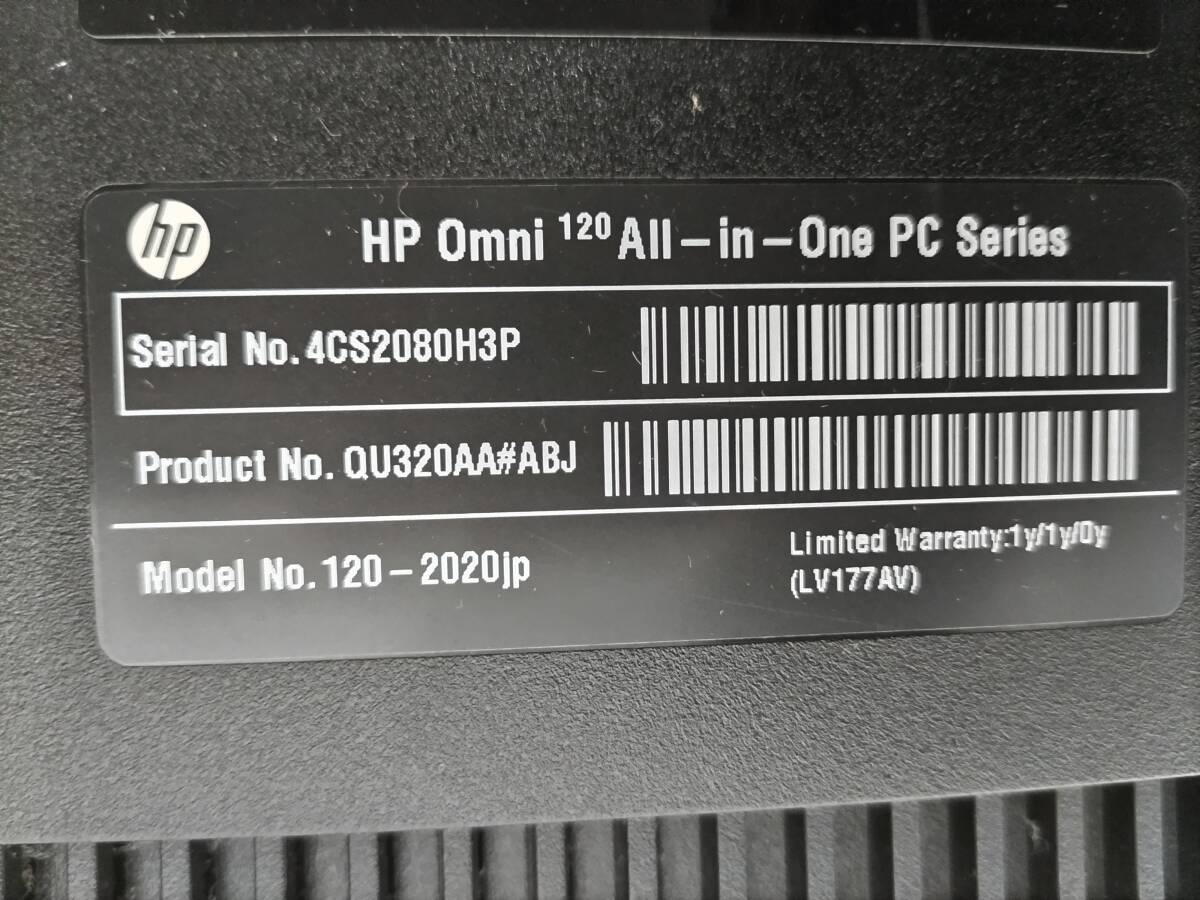 hp
HP Omni 120 All-in-One PC Series
Serial No. 4CS2080H3P
Product No. QU320AA#ABJ
Model No. 120-2020jp
Limited Warranty:1y/1y/0y
(LV177AV)